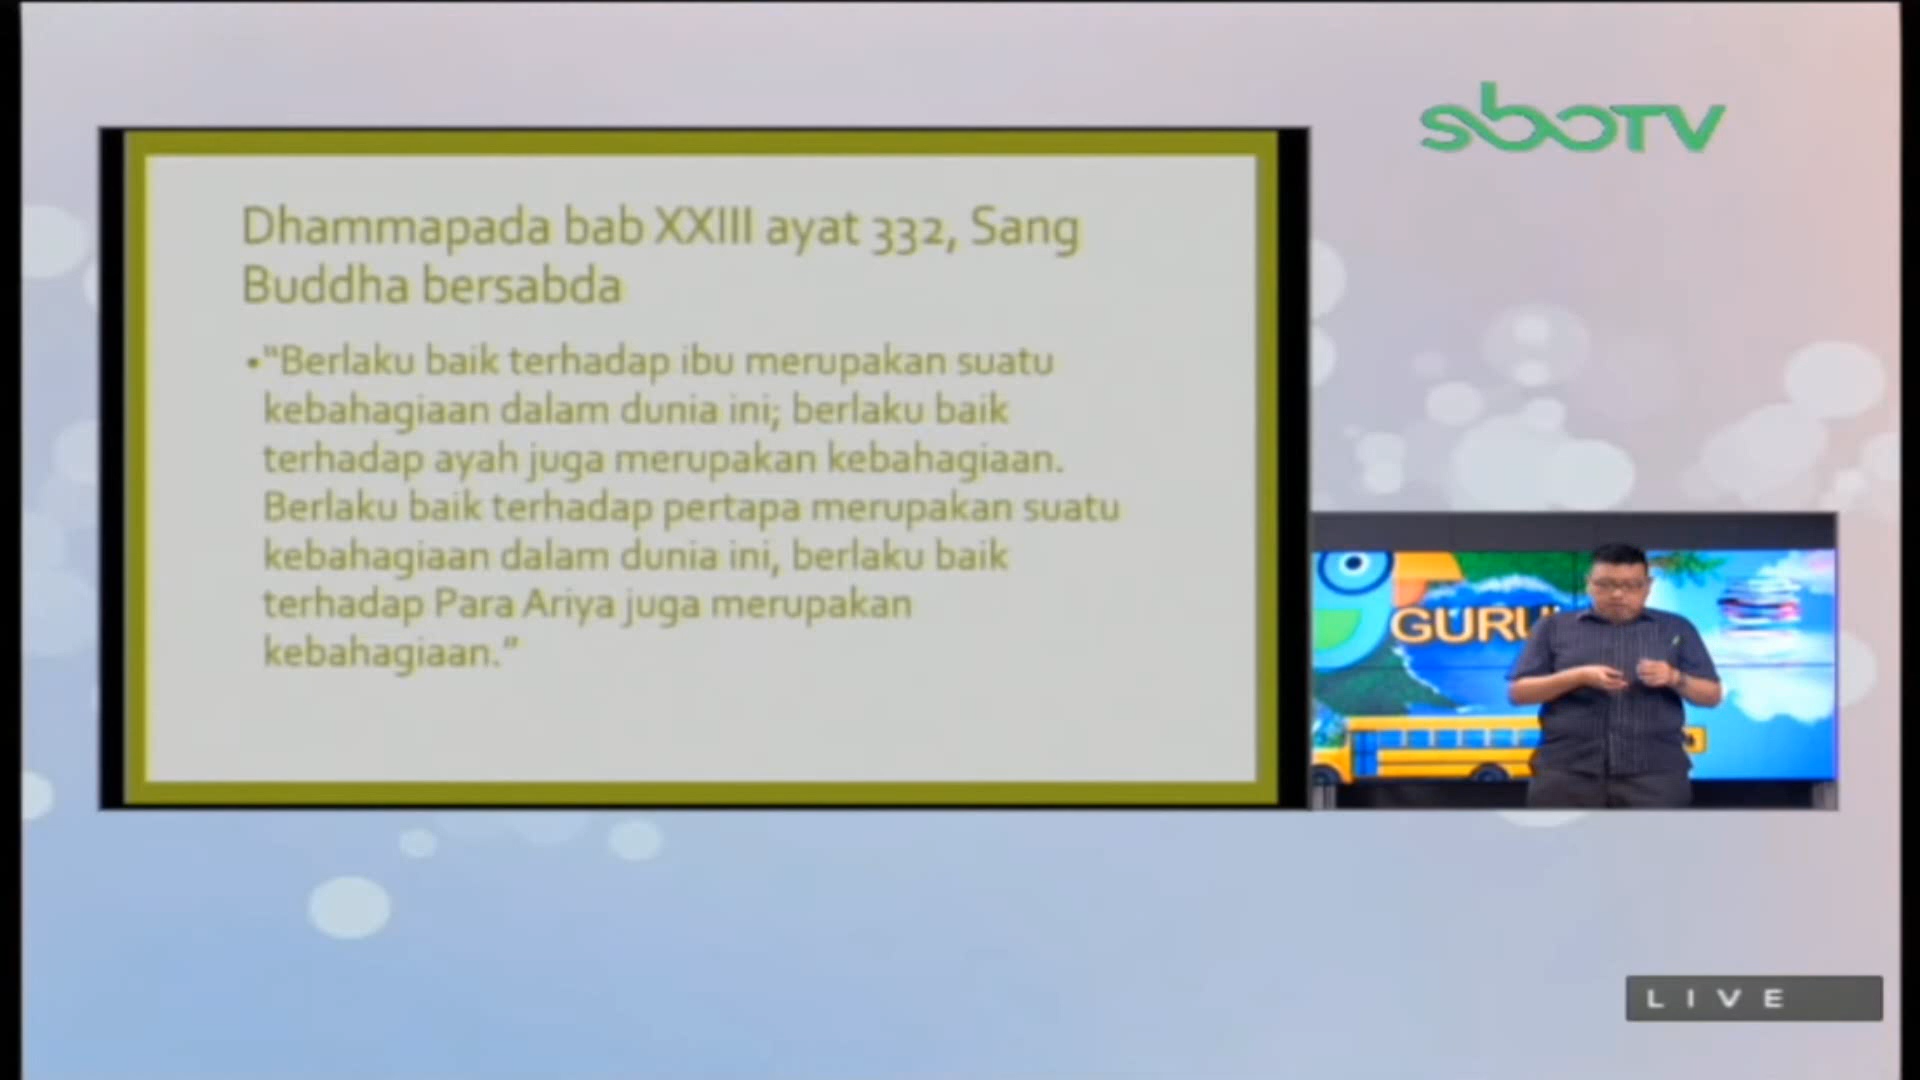 sboTV
Dhammapada bab XXIII ayat 332, Sang
Buddha bersabda
•“Berlaku baik terhadap ibu merupakan suatu
kebahagiaan dalam dunia ini; berlaku baik
terhadap ayah juga merupakan kebahagiaan.
Berlaku baik terhadap pertapa merupakan suatu
kebahagiaan dalam dunia ini, berlaku baik
terhadap Para Ariya juga merupakan
kebahagiaan.”
GURU
LIVE